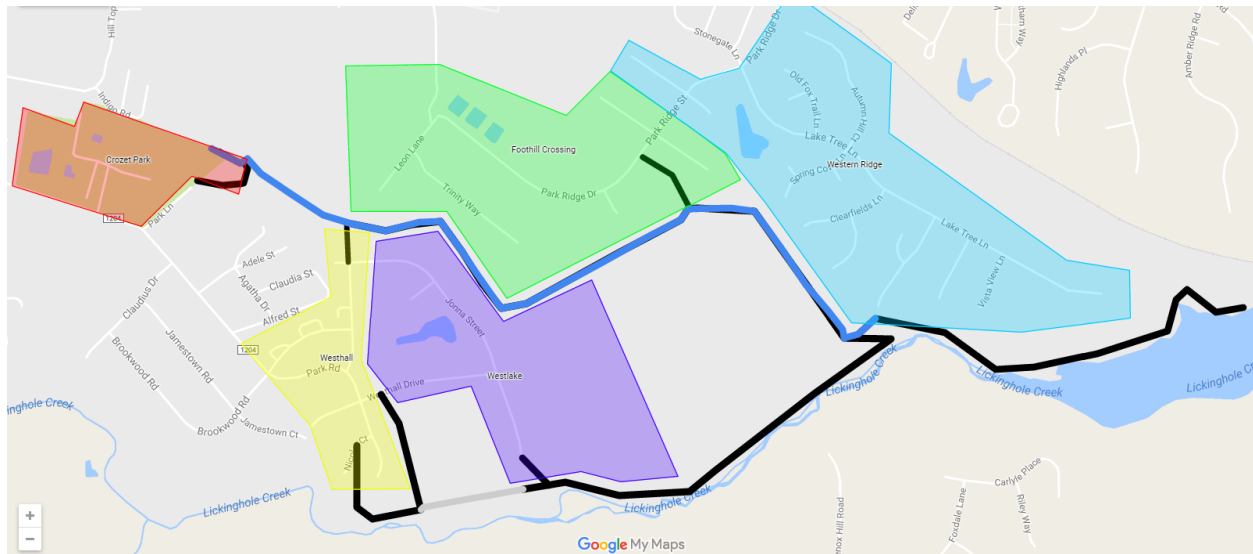 Hill Top
Indigo Rd
Crozet Park
1204
Park Ln
Claudius Dr
Adele St
Agatha Dr
Claudia St
Alfred St
Jamestown Rd
Brookwood Rd
1204
Westhall
Park Rd
Brookwood Rd
Jamestown Ct
Westhall Drive
Jonna Street
Westlake
Leon Lane
Trinity Way
Foothill Crossing
Park Ridge Dr
Park Ridge St
Stonegate Ln
Park Ridge Dr
Old Fox Trail Ln
Autumn Hill Ct
Lake Tree Ln
Western Ridge
Clearfields Ln
Lake Tree Ln
Vista View Ln
Highlands Pl
Amber Ridge Rd
Lickinghole Creek
Lickinghole Creek
Lickinghole Creek
Lickinghole Creek
Lickinghole Creek
Carlyle Place
Riley Way
Foxdale Lane
Google My Maps
+
−